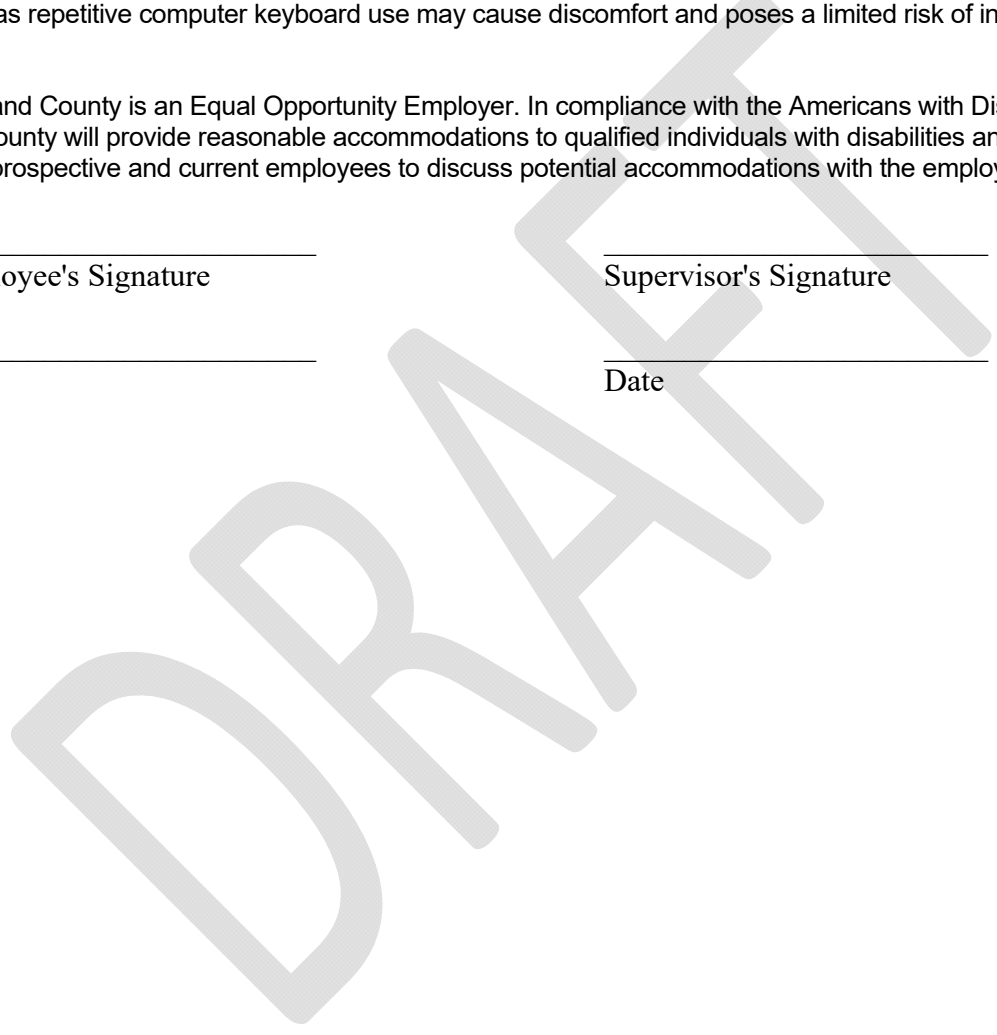 as repetitive computer keyboard use may cause discomfort and poses a limited risk of in
and County is an Equal Opportunity Employer. In compliance with the Americans with Dis
ounty will provide reasonable accommodations to qualified individuals with disabilities an
prospective and current employees to discuss potential accommodations with the employ
oyee's Signature Supervisor's Signature
Date
DRAFT